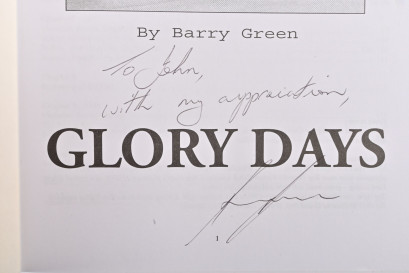 By Barry Green
To John,
with my appreciation,
GLORY DAYS
1